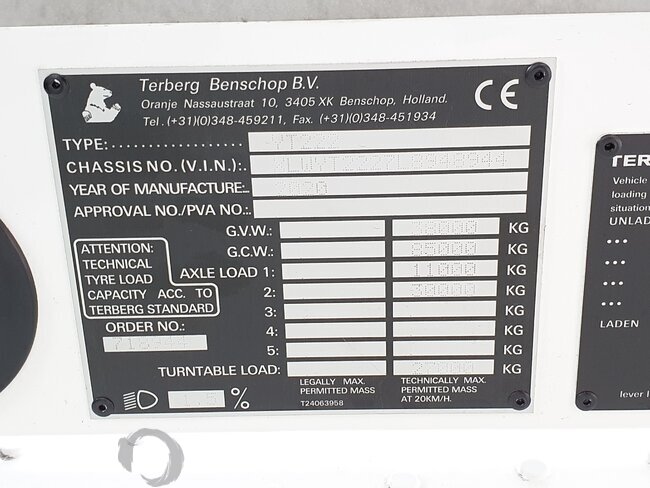 Terberg Benschop B.V.
Oranje Nassaustraat 10, 3405 XK Benschop, Holland.
Tel. (+31)(0)348-459211, Fax. (+31)(0)348-451934
CE
TYPE:..................
CHASSIS NO. (V.I.N.):.
YEAR OF MANUFACTURE:..
APPROVAL NO./PVA NO.:
G.V.W.: KG
G.C.W.: 85000 KG
AXLE LOAD 1: 11000 KG
2: 30000 KG
3: KG
4: KG
5: KG
TURNTABLE LOAD: KG
ATTENTION:
TECHNICAL
TYRE LOAD
CAPACITY ACC. TO
TERBERG STANDARD
ORDER NO.:
1.5 %
LEGALLY MAX.
PERMITTED MASS
T24063958
TECHNICALLY MAX.
PERMITTED MASS
AT 20KM/H.
TER
Vehicle
loading
situation
UNLAD
...
...
...
...
LADEN
lever l